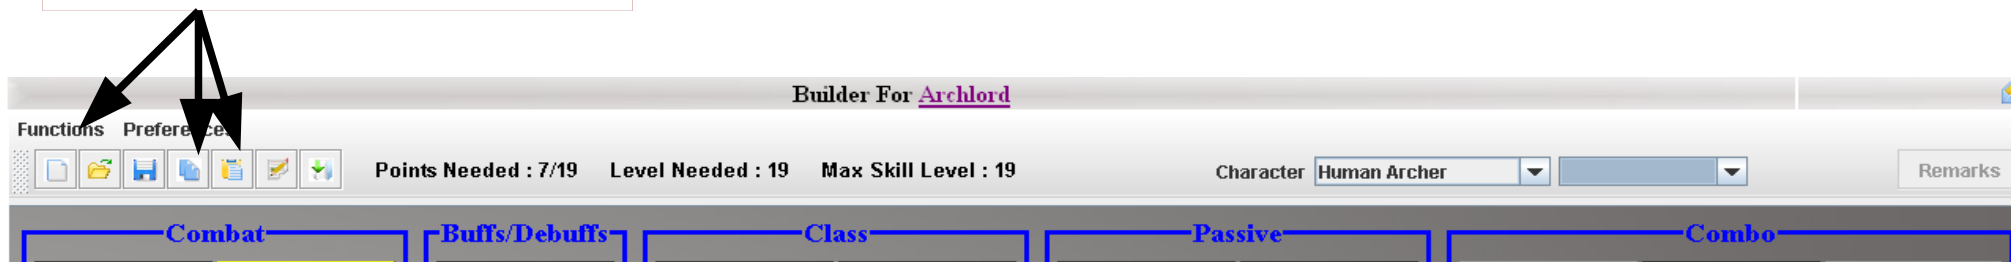 Builder For Archlord
Functions Preferences
Points Needed : 7/19 Level Needed : 19 Max Skill Level : 19 Character Human Archer Remarks
Combat Buffs/Debuffs Class Passive Combo